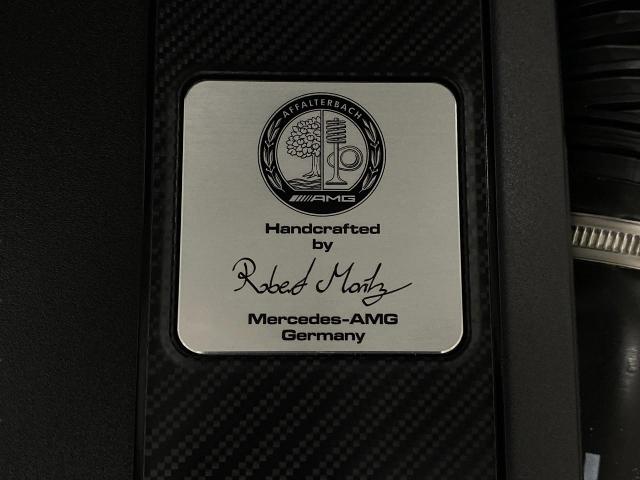 AFFALTERBACH
AMG
Handcrafted
by
Robert Moritz
Mercedes-AMG
Germany